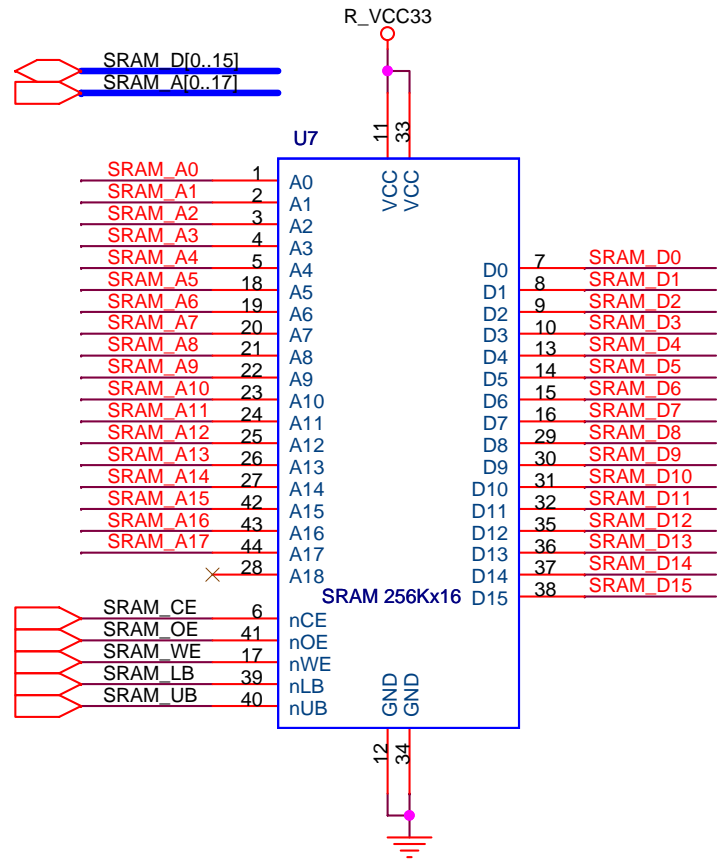 R_VCC33
SRAM_D[0..15]
SRAM_A[0..17]
U7
11 33
VCC VCC
SRAM_A0 1 A0
SRAM_A1 2 A1
SRAM_A2 3 A2
SRAM_A3 4 A3
SRAM_A4 5 A4 D0 7 SRAM_D0
SRAM_A5 18 A5 D1 8 SRAM_D1
SRAM_A6 19 A6 D2 9 SRAM_D2
SRAM_A7 20 A7 D3 10 SRAM_D3
SRAM_A8 21 A8 D4 13 SRAM_D4
SRAM_A9 22 A9 D5 14 SRAM_D5
SRAM_A10 23 A10 D6 15 SRAM_D6
SRAM_A11 24 A11 D7 16 SRAM_D7
SRAM_A12 25 A12 D8 29 SRAM_D8
SRAM_A13 26 A13 D9 30 SRAM_D9
SRAM_A14 27 A14 D10 31 SRAM_D10
SRAM_A15 42 A15 D11 32 SRAM_D11
SRAM_A16 43 A16 D12 35 SRAM_D12
SRAM_A17 44 A17 D13 36 SRAM_D13
28 A18 D14 37 SRAM_D14
SRAM 256Kx16 D15 38 SRAM_D15
SRAM_CE 6 nCE
SRAM_OE 41 nOE
SRAM_WE 17 nWE
SRAM_LB 39 nLB
SRAM_UB 40 nUB
GND GND
12 34